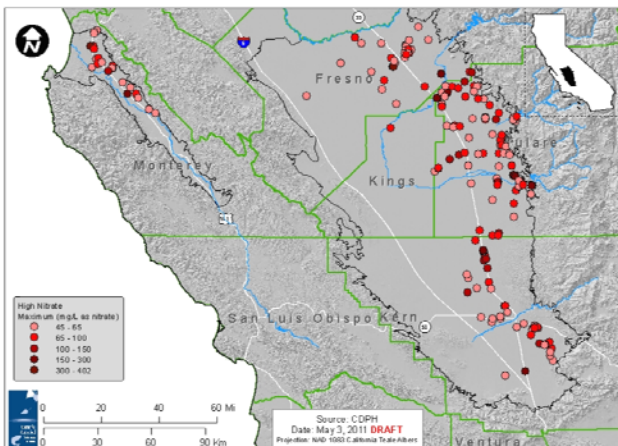 N
99
5
Fresno
Tulare
Monterey
Kings
San Luis Obispo
Kern
Ventura
High Nitrate
Maximum (mg/L as nitrate)
45 - 65
65 - 100
100 - 150
150 - 300
300 - 402
0 20 40 60 Mi
0 30 60 90 Km
Source: CDPH
Date: May 3, 2011 DRAFT
Projection: NAD 1983 California Teale Albers